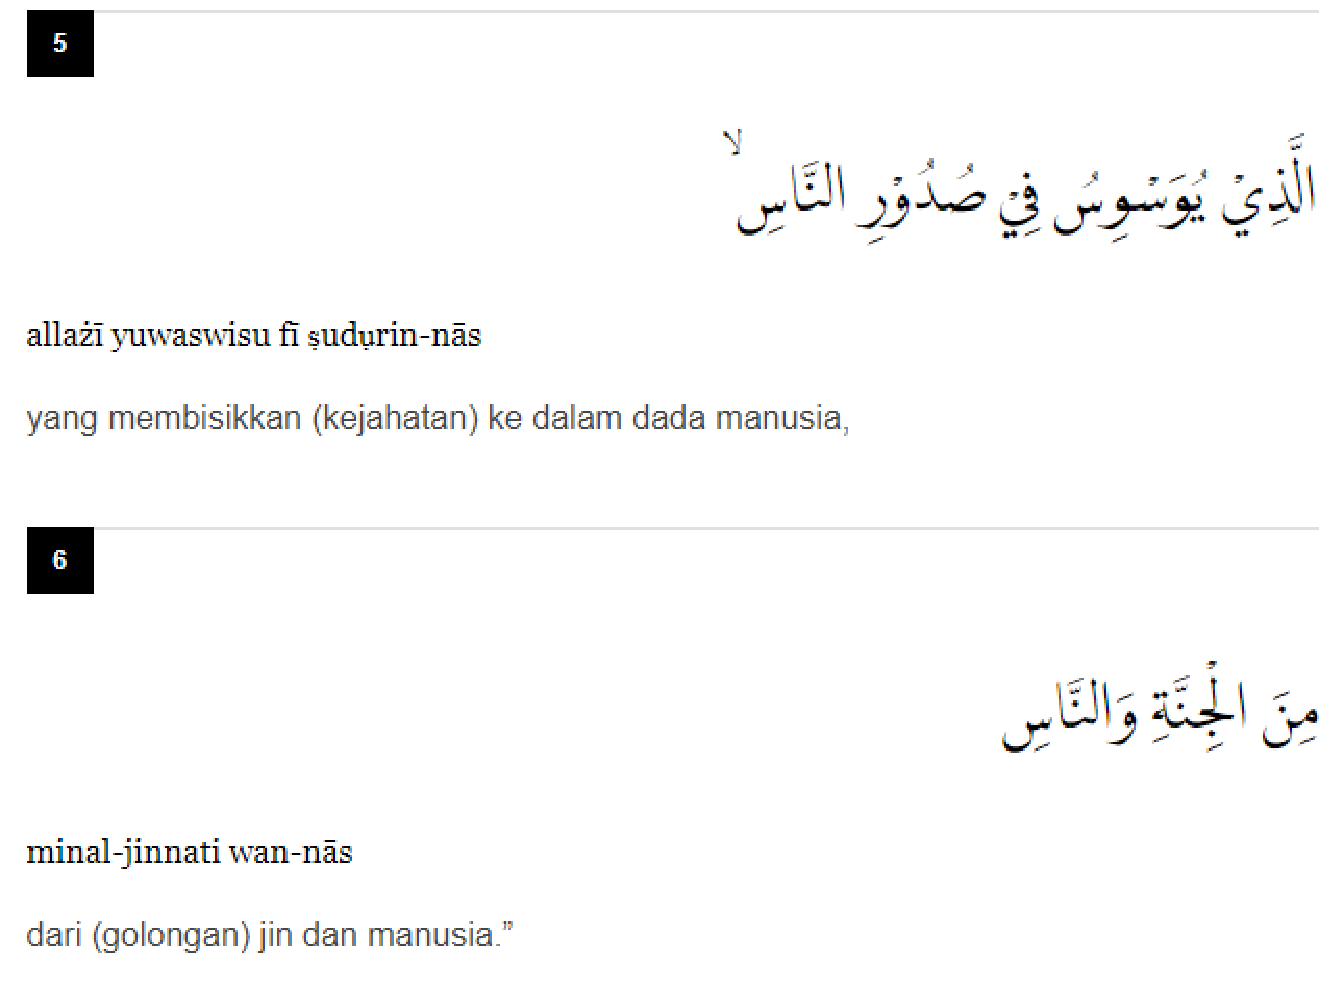 5
الَّذِيْ يُوَسْوِسُ فِيْ صُدُوْرِ النَّاسِۙ
allażī yuwaswisu fī ṣudụrin-nās
yang membisikkan (kejahatan) ke dalam dada manusia,
6
مِنَ الْجِنَّةِ وَالنَّاسِ
minal-jinnati wan-nās
dari (golongan) jin dan manusia.”